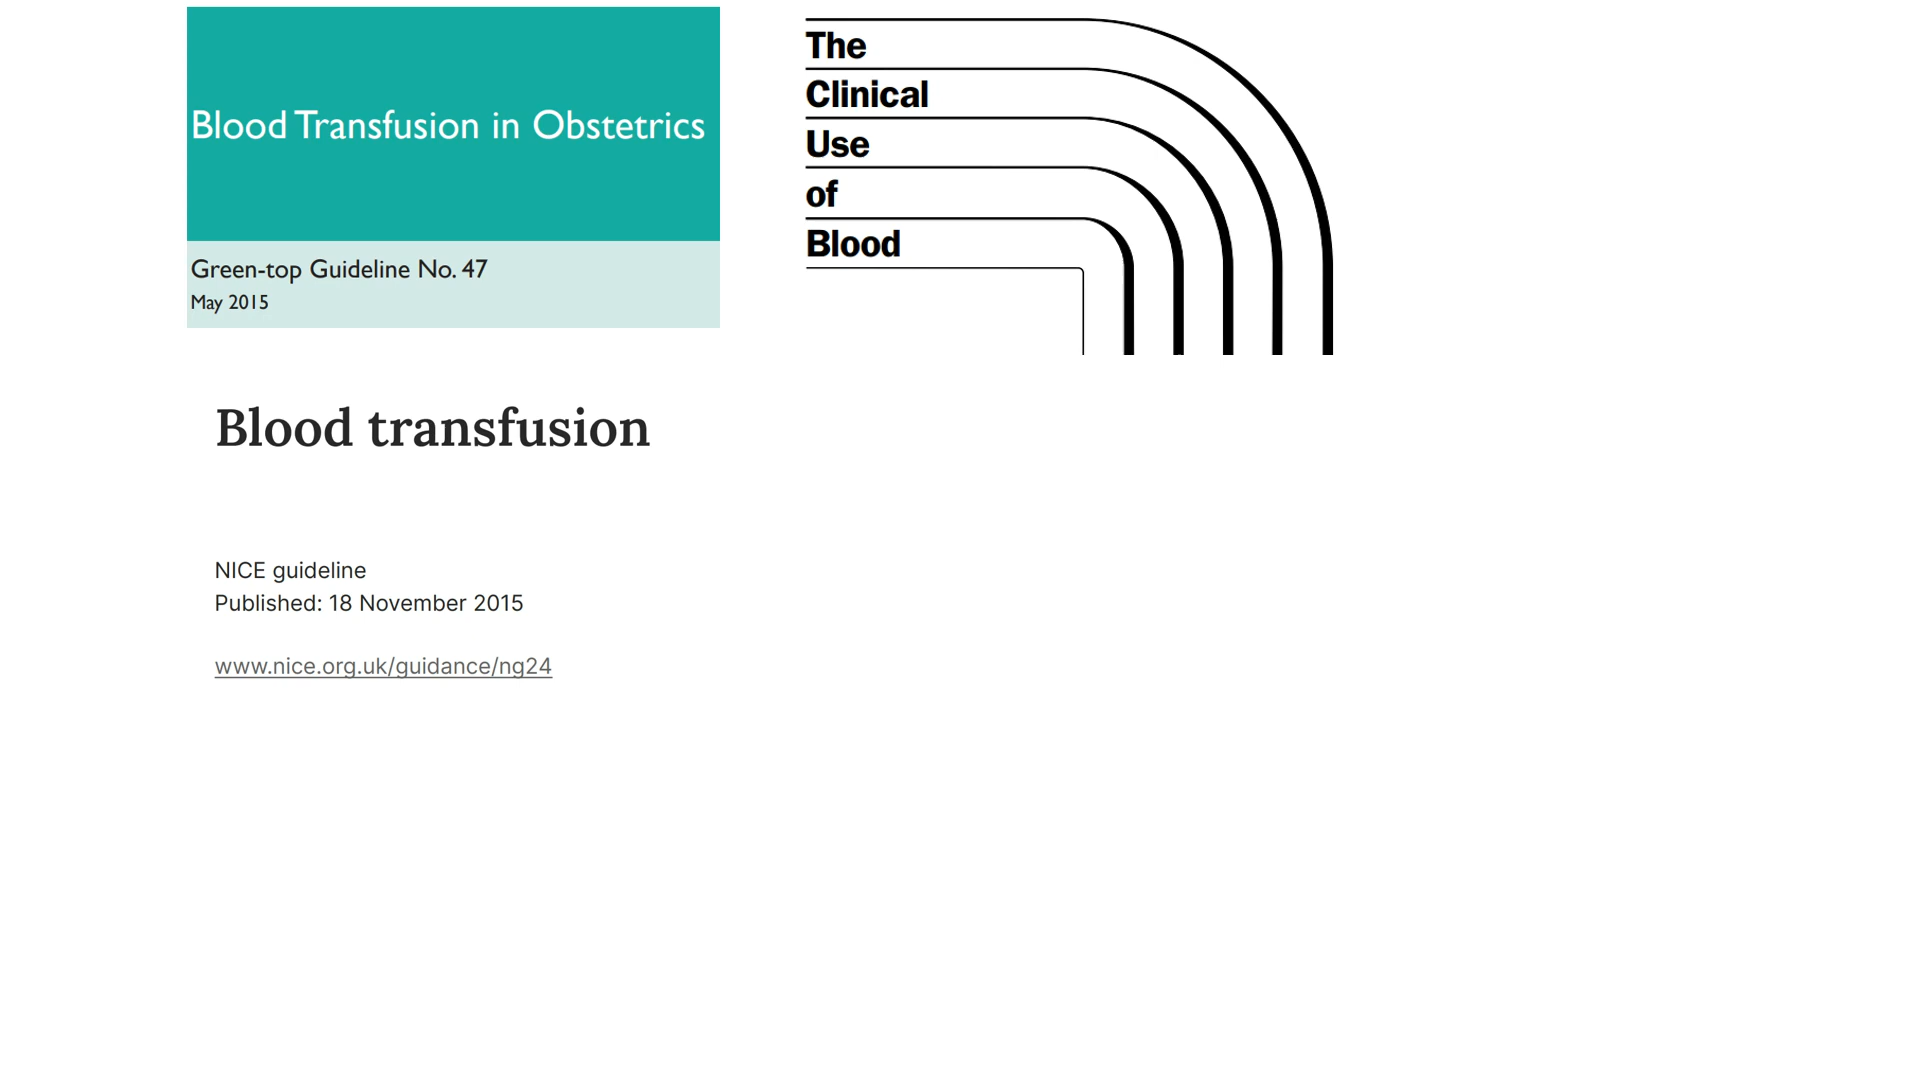 Blood Transfusion in Obstetrics
Green-top Guideline No. 47
May 2015
The
Clinical
Use
of
Blood
Blood transfusion
NICE guideline
Published: 18 November 2015
www.nice.org.uk/guidance/ng24